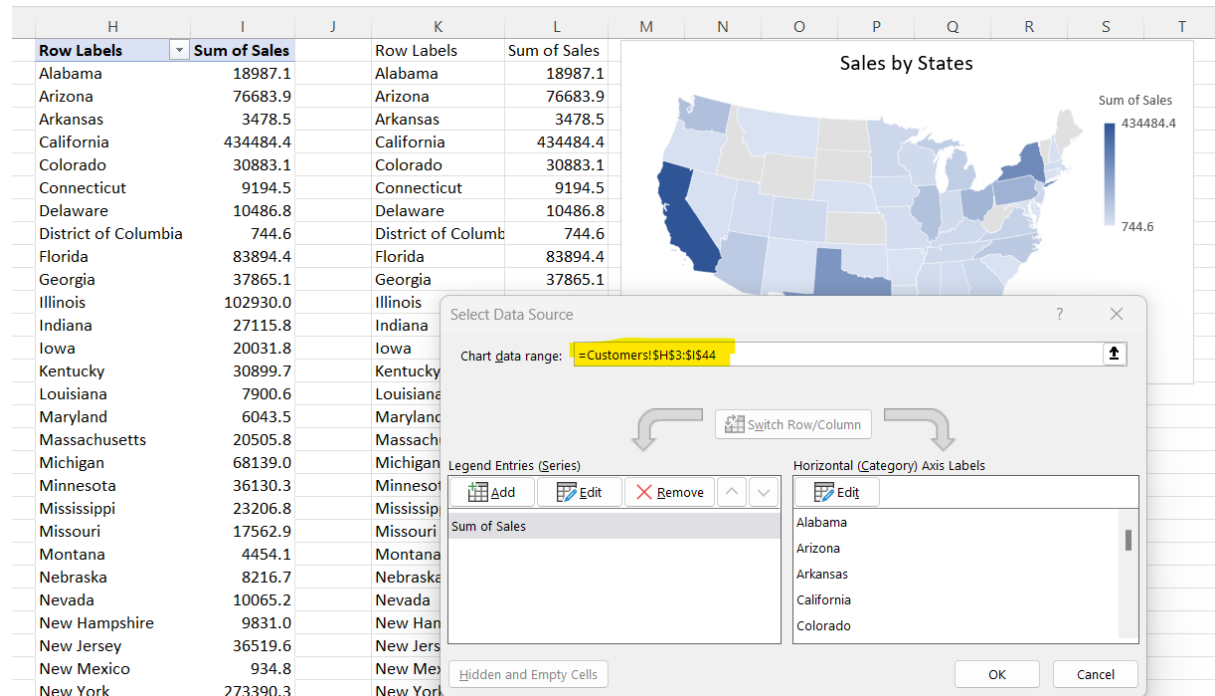 H I J K L M N O P Q R S T
Row Labels Sum of Sales Row Labels Sum of Sales
Alabama 18987.1 Alabama 18987.1
Arizona 76683.9 Arizona 76683.9
Arkansas 3478.5 Arkansas 3478.5
California 434484.4 California 434484.4
Colorado 30883.1 Colorado 30883.1
Connecticut 9194.5 Connecticut 9194.5
Delaware 10486.8 Delaware 10486.8
District of Columbia 744.6 District of Columb 744.6
Florida 83894.4 Florida 83894.4
Georgia 37865.1 Georgia 37865.1
Illinois 102930.0 Illinois
Indiana 27115.8 Indiana
Iowa 20031.8 Iowa
Kentucky 30899.7 Kentucky
Louisiana 7900.6 Louisiana
Maryland 6043.5 Maryland
Massachusetts 20505.8 Massach
Michigan 68139.0 Michigan
Minnesota 36130.3 Minnesot
Mississippi 23206.8 Mississip
Missouri 17562.9 Missouri
Montana 4454.1 Montana
Nebraska 8216.7 Nebraska
Nevada 10065.2 Nevada
New Hampshire 9831.0 New Han
New Jersey 36519.6 New Jers
New Mexico 934.8 New Mex
New York 273390.3 New York
Sales by States
Sum of Sales
434484.4
744.6
Select Data Source ?
Chart data range: =Customers!$H$3:$I$44
Switch Row/Column
Legend Entries (Series)
Add Edit Remove
Sum of Sales
Horizontal (Category) Axis Labels
Edit
Alabama
Arizona
Arkansas
California
Colorado
Hidden and Empty Cells
OK Cancel